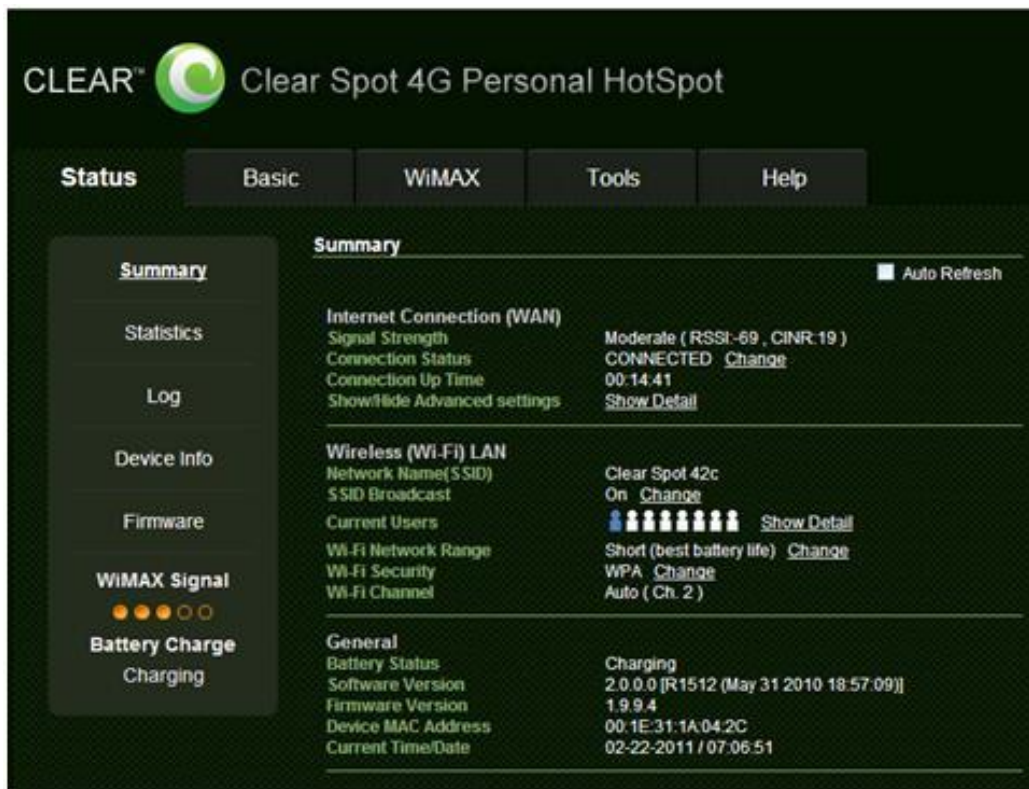 CLEAR™ Clear Spot 4G Personal HotSpot
Status Basic WiMAX Tools Help
Summary
Statistics
Log
Device Info
Firmware
WiMAX Signal
Battery Charge
Charging
Summary
Auto Refresh
Internet Connection (WAN)
Signal Strength Moderate ( RSSI:-69 , CINR:19 )
Connection Status CONNECTED Change
Connection Up Time 00:14:41
Show/Hide Advanced settings Show Detail
Wireless (Wi-Fi) LAN
Network Name(SSID) Clear Spot 42c
SSID Broadcast On Change
Current Users Show Detail
Wi-Fi Network Range Short (best battery life) Change
Wi-Fi Security WPA Change
Wi-Fi Channel Auto ( Ch. 2 )
General
Battery Status Charging
Software Version 2.0.0.0 [R1512 (May 31 2010 18:57:09)]
Firmware Version 1.9.9.4
Device MAC Address 00:1E:31:1A:04:2C
Current Time/Date 02-22-2011 / 07:06:51